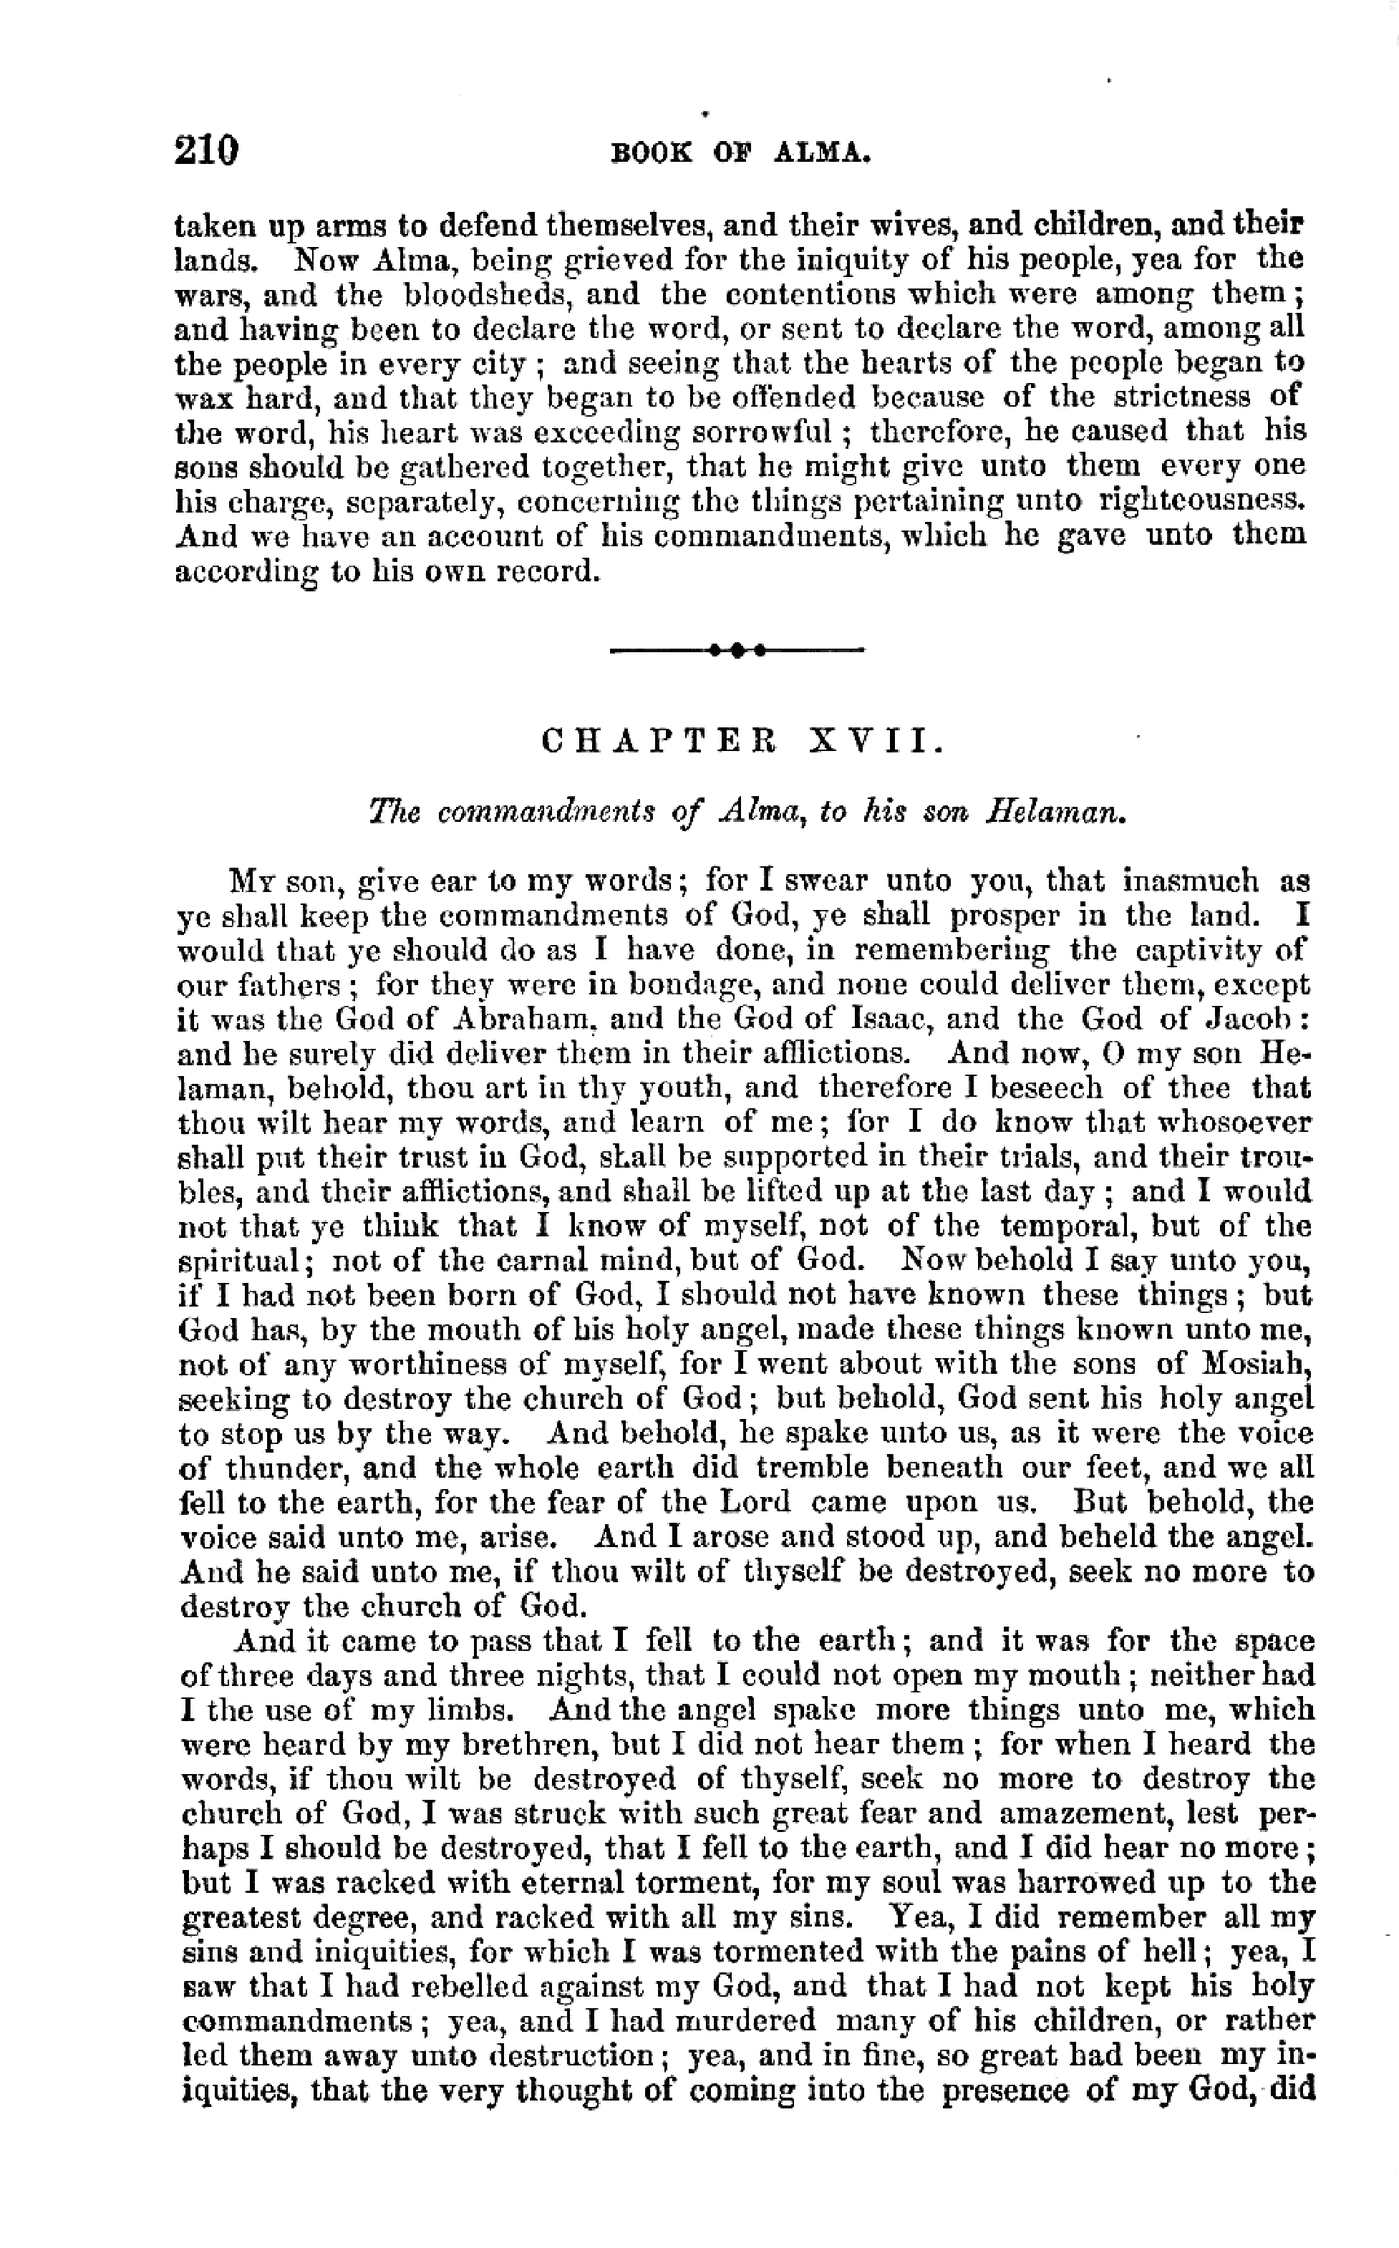 210 BOOK OF ALMA.
taken up arms to defend themselves, and their wives, and children, and their
lands. Now Alma, being grieved for the iniquity of his people, yea for the
wars, and the bloodsheds, and the contentions which were among them;
and having been to declare the word, or sent to declare the word, among all
the people in every city; and seeing that the hearts of the people began to
wax hard, and that they began to be offended because of the strictness of
the word, his heart was exceeding sorrowful; therefore, he caused that his
sons should be gathered together, that he might give unto them every one
his charge, separately, concerning the things pertaining unto righteousness.
And we have an account of his commandments, which he gave unto them
according to his own record.
CHAPTER XVII.
The commandments of Alma, to his son Helaman.
MY son, give ear to my words; for I swear unto you, that inasmuch as
ye shall keep the commandments of God, ye shall prosper in the land. I
would that ye should do as I have done, in remembering the captivity of
our fathers; for they were in bondage, and none could deliver them, except
it was the God of Abraham, and the God of Isaac, and the God of Jacob:
and he surely did deliver them in their afflictions. And now, O my son He-
laman, behold, thou art in thy youth, and therefore I beseech of thee that
thou wilt hear my words, and learn of me; for I do know that whosoever
shall put their trust in God, shall be supported in their trials, and their trou-
bles, and their afflictions, and shall be lifted up at the last day; and I would
not that ye think that I know of myself, not of the temporal, but of the
spiritual; not of the carnal mind, but of God. Now behold I say unto you,
if I had not been born of God, I should not have known these things; but
God has, by the mouth of his holy angel, made these things known unto me,
not of any worthiness of myself, for I went about with the sons of Mosiah,
seeking to destroy the church of God; but behold, God sent his holy angel
to stop us by the way. And behold, he spake unto us, as it were the voice
of thunder, and the whole earth did tremble beneath our feet, and we all
fell to the earth, for the fear of the Lord came upon us. But behold, the
voice said unto me, arise. And I arose and stood up, and beheld the angel.
And he said unto me, if thou wilt of thyself be destroyed, seek no more to
destroy the church of God.
And it came to pass that I fell to the earth; and it was for the space
of three days and three nights, that I could not open my mouth; neither had
I the use of my limbs. And the angel spake more things unto me, which
were heard by my brethren, but I did not hear them; for when I heard the
words, if thou wilt be destroyed of thyself, seek no more to destroy the
church of God, I was struck with such great fear and amazement, lest per-
haps I should be destroyed, that I fell to the earth, and I did hear no more;
but I was racked with eternal torment, for my soul was harrowed up to the
greatest degree, and racked with all my sins. Yea, I did remember all my
sins and iniquities, for which I was tormented with the pains of hell; yea, I
saw that I had rebelled against my God, and that I had not kept his holy
commandments; yea, and I had murdered many of his children, or rather
led them away unto destruction; yea, and in fine, so great had been my in-
iquities, that the very thought of coming into the presence of my God, did